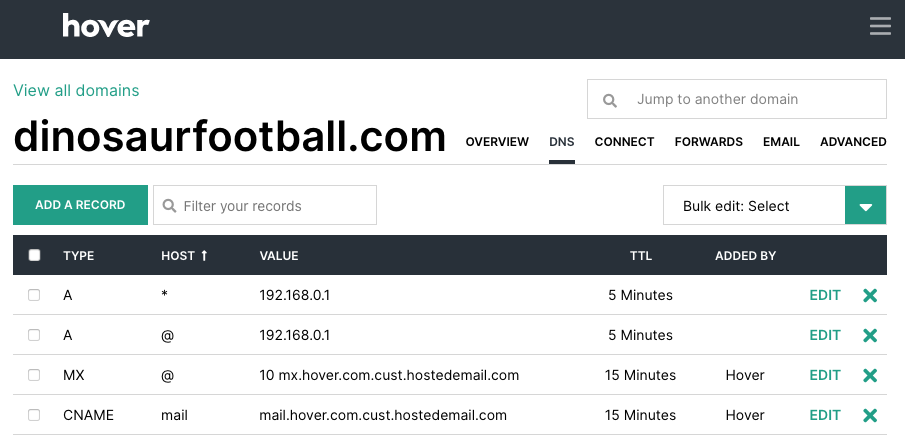 hover
View all domains
Jump to another domain
dinosaurfootball.com
OVERVIEW DNS CONNECT FORWARDS EMAIL ADVANCED
ADD A RECORD Filter your records Bulk edit: Select
TYPE HOST ↑ VALUE TTL ADDED BY
A * 192.168.0.1 5 Minutes EDIT
A @ 192.168.0.1 5 Minutes EDIT
MX @ 10 mx.hover.com.cust.hostedemail.com 15 Minutes Hover EDIT
CNAME mail mail.hover.com.cust.hostedemail.com 15 Minutes Hover EDIT